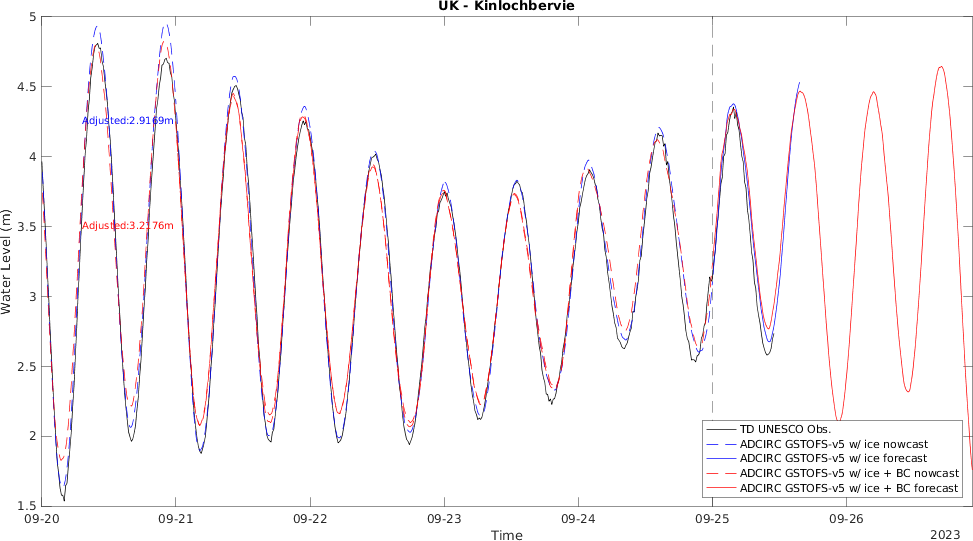 UK - Kinlochbervie
5
4.5
4
3.5
3
2.5
2
1.5
Water Level (m)
Adjusted:2.9169m
Adjusted:3.2176m
TD UNESCO Obs.
ADCIRC GSTOFS-v5 w/ ice nowcast
ADCIRC GSTOFS-v5 w/ ice forecast
ADCIRC GSTOFS-v5 w/ ice + BC nowcast
ADCIRC GSTOFS-v5 w/ ice + BC forecast
09-20 09-21 09-22 09-23 09-24 09-25 09-26
Time
2023